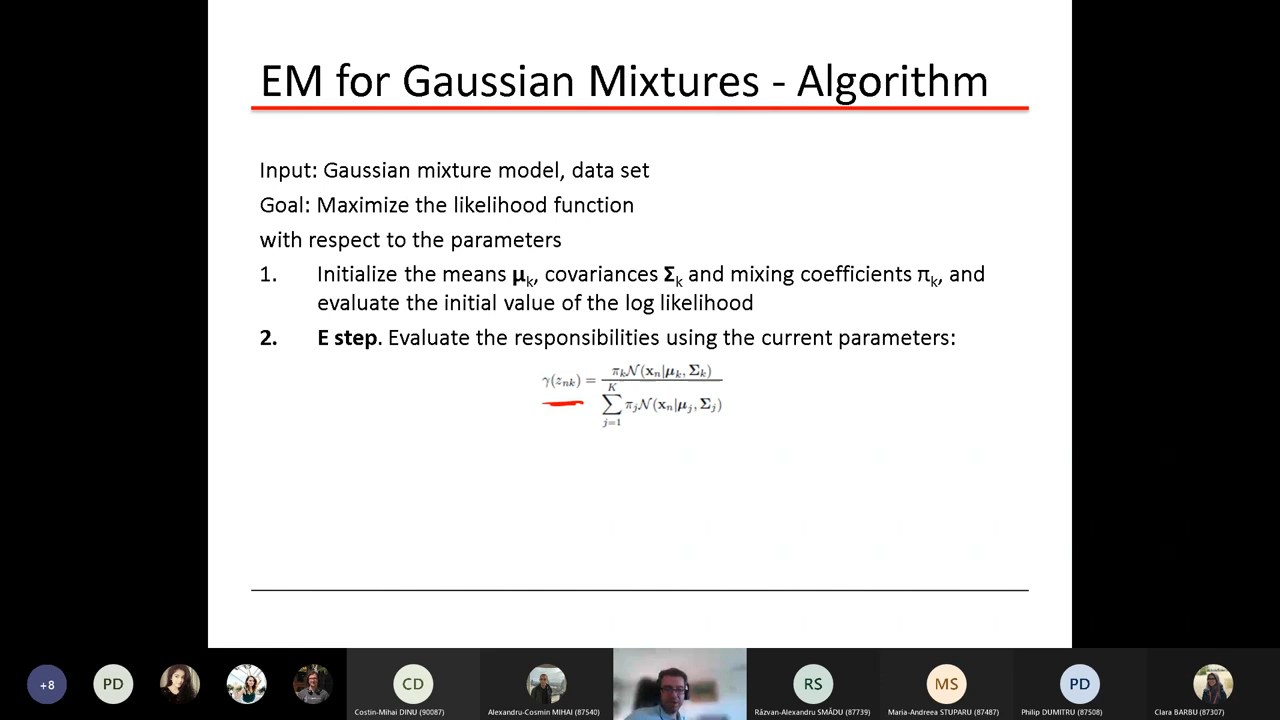 EM for Gaussian Mixtures - Algorithm
Input: Gaussian mixture model, data set
Goal: Maximize the likelihood function
with respect to the parameters
1. Initialize the means μk, covariances Σk and mixing coefficients πk, and
evaluate the initial value of the log likelihood
2. E step. Evaluate the responsibilities using the current parameters:
γ(znk) = πkN(xn|μk, Σk) / ∑j=1K πjN(xn|μj, Σj)
+8
PD
CD
RS
MS
PD
Costin-Mihai DINU (90087)
Alexandru-Cosmin MIHAI (87540)
Răzvan-Alexandru SMĂDU (87739)
Maria-Andreea STUPARU (87487)
Philip DUMITRU (87508)
Clara BARBU (87307)